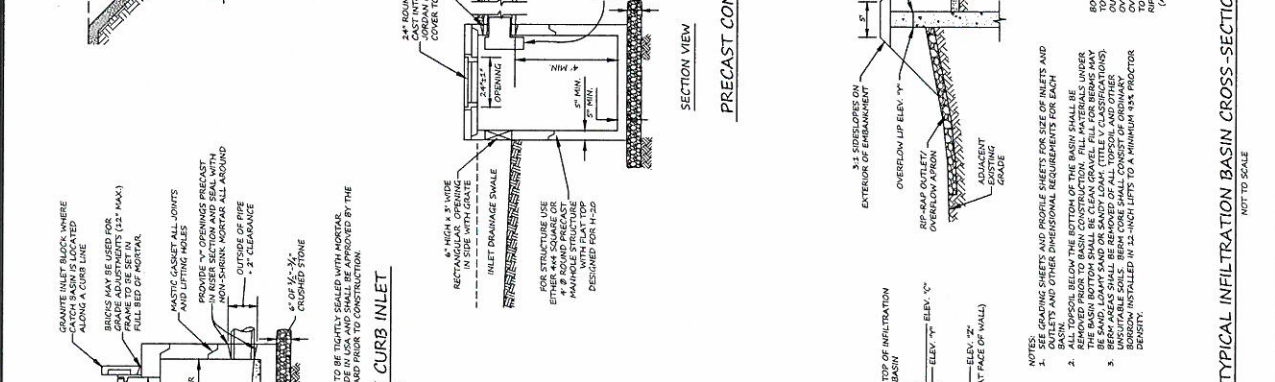 GRANITE INLET BLOCK WHERE
CATCH BASIN IS LOCATED
ALONG A CURB LINE
BRICKS MAY BE USED FOR
GRADE ADJUSTMENTS (12" MAX.)
FRAME TO BE SET IN
FULL BED OF MORTAR.
MASTIC GASKET ALL JOINTS
AND LIFTING HOLES
PROVIDE "V" OPENINGS PRECAST
IN RISER SECTION AND SEAL WITH
NON-SHRINK MORTAR ALL AROUND
OUTSIDE OF PIPE
+ 2" CLEARANCE
6" OF 1/2"-3/4"
CRUSHED STONE
TO BE TIGHTLY SEALED WITH MORTAR.
DE IN USA AND SHALL BE APPROVED BY THE
ARD PRIOR TO CONSTRUCTION.
CURB INLET
24" ROUN
CAST INT
JORDAN
COVER TO
24"±1"
OPENING
4' MIN.
5" MIN.
5" MIN.
6" HIGH x 3' WIDE
RECTANGULAR OPENING
IN SIDE WITH GRATE
INLET DRAINAGE SWALE
FOR STRUCTURE USE
EITHER 4x4 SQUARE OR
4' Ø ROUND PRECAST
MANHOLE STRUCTURE
WITH FLAT TOP
DESIGNED FOR H-20
SECTION VIEW
PRECAST CON
TOP OF INFILTRATION
BASIN
ELEV. "Y"
ELEV. "C"
ELEV. "Z"
AT FACE OF WALL)
5'
3:1 SIDESLOPES ON
EXTERIOR OF EMBANKMENT
OVERFLOW LIP ELEV. "Y"
RIP-RAP OUTLET/
OVERFLOW APRON
ADJACENT
EXISTING
GRADE
NOTES:
1. SEE GRADING SHEETS AND PROFILE SHEETS FOR SIZE OF INLETS AND
OUTLETS AND OTHER DIMENSIONAL REQUIREMENTS FOR EACH
BASIN.
2. ALL TOPSOIL BELOW THE BOTTOM OF THE BASIN SHALL BE
REMOVED PRIOR TO BASIN CONSTRUCTION. FILL MATERIALS UNDER
THE BASIN BOTTOM SHALL BE CLEAN GRAVEL. FILL FOR BERMS MAY
BE SAND, LOAMY SAND OR SANDY LOAM. (TITLE V CLASSIFICATIONS).
3. BERM AREAS SHALL BE REMOVED OF ALL TOPSOIL AND OTHER
UNSUITABLE SOILS. BERM CORE SHALL CONSIST OF ORDINARY
BORROW INSTALLED IN 12-INCH LIFTS TO A MINIMUM 95% PROCTOR
DENSITY.
TYPICAL INFILTRATION BASIN CROSS-SECTIO
NOT TO SCALE